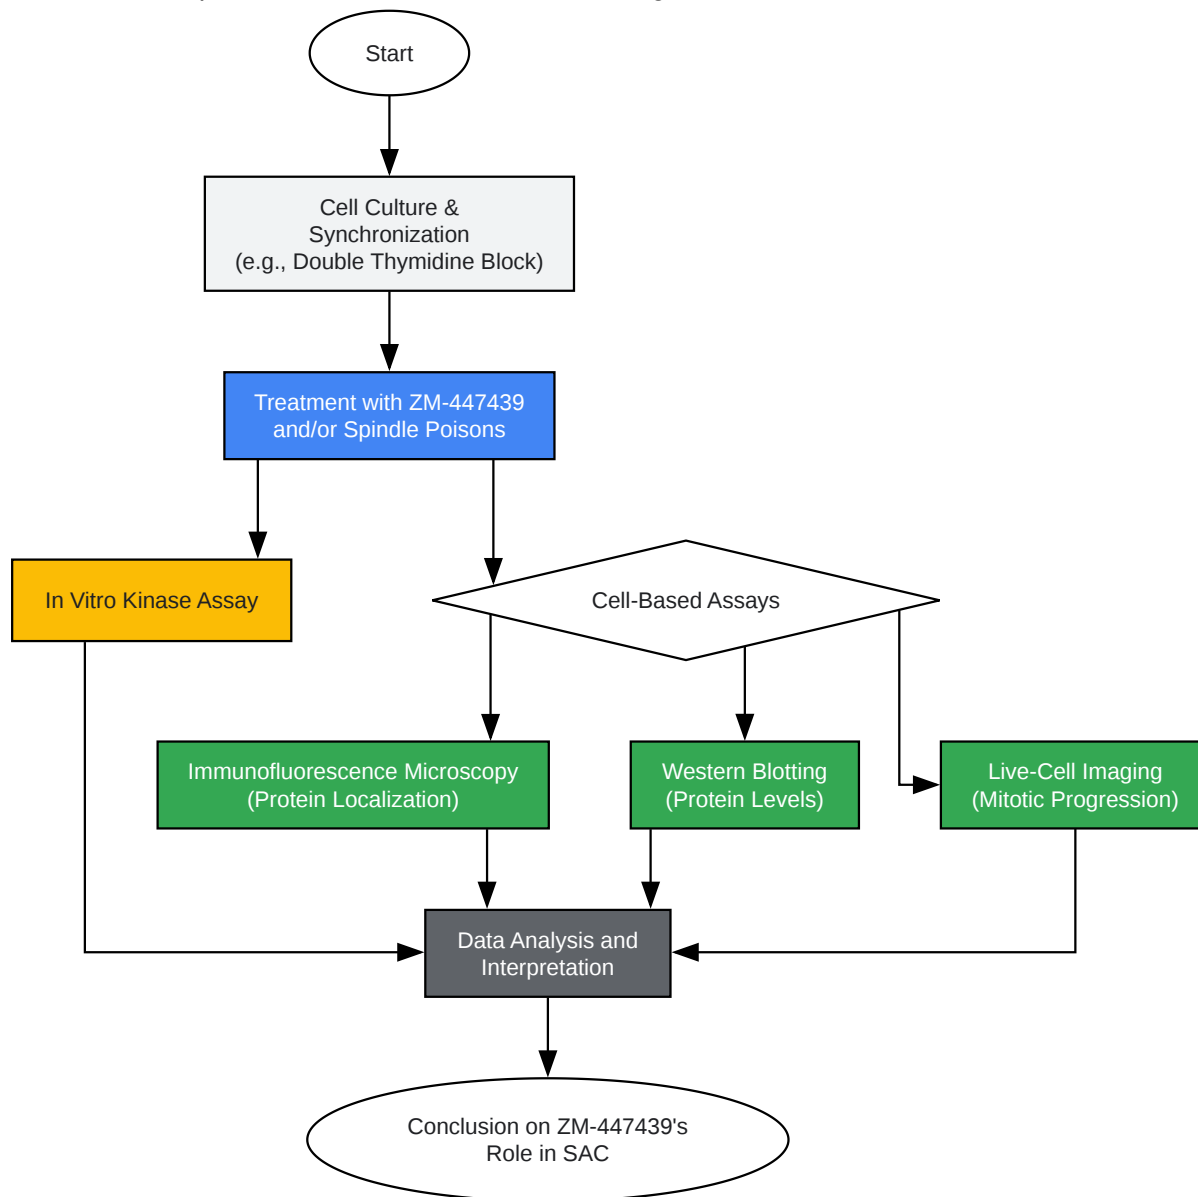 Start
Cell Culture &
Synchronization
(e.g., Double Thymidine Block)
Treatment with ZM-447439
and/or Spindle Poisons
In Vitro Kinase Assay
Cell-Based Assays
Immunofluorescence Microscopy
(Protein Localization)
Western Blotting
(Protein Levels)
Live-Cell Imaging
(Mitotic Progression)
Data Analysis and
Interpretation
Conclusion on ZM-447439's
Role in SAC